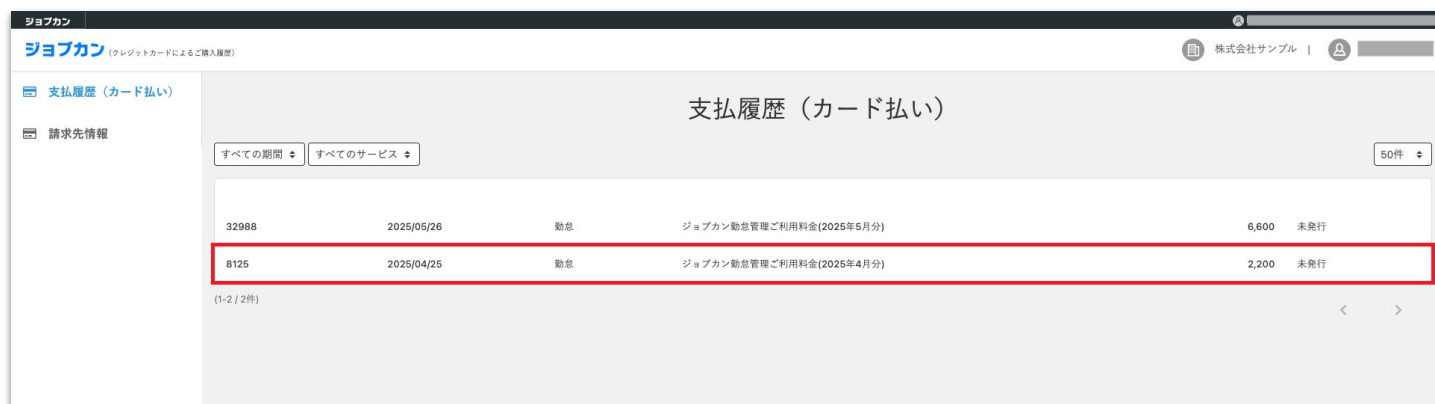 ジョブカン
ジョブカン (クレジットカードによるご購入履歴)
株式会社サンプル |
支払履歴（カード払い）
請求先情報
支払履歴（カード払い）
すべての期間 すべてのサービス 50件
32988 2025/05/26 勤怠 ジョブカン勤怠管理ご利用料金(2025年5月分) 6,600 未発行
8125 2025/04/25 勤怠 ジョブカン勤怠管理ご利用料金(2025年4月分) 2,200 未発行
(1-2 / 2件)